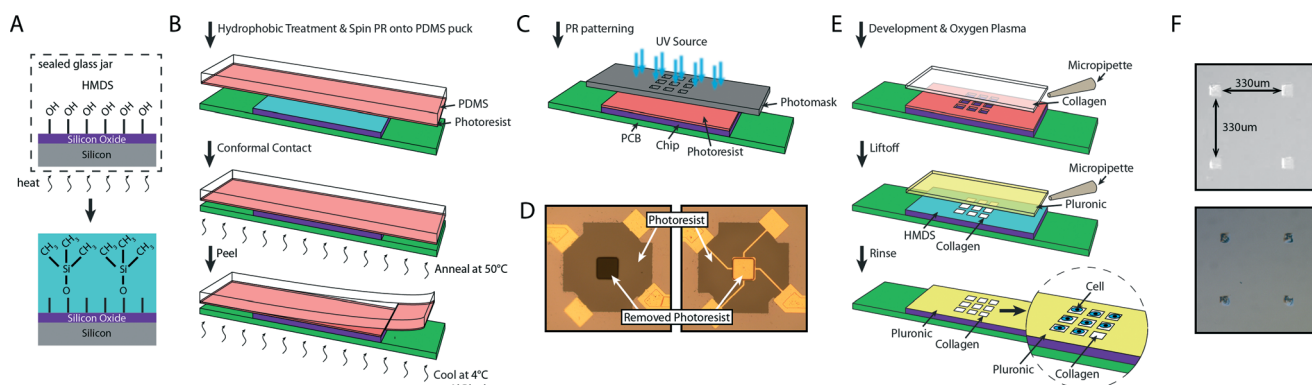 A
sealed glass jar
HMDS
OH OH OH OH OH OH
Silicon Oxide
Silicon
heat
CH₃ CH₃ CH₃ CH₃ CH₃ CH₃
Si Si
O O
Silicon Oxide
Silicon
B
Hydrophobic Treatment & Spin PR onto PDMS puck
PDMS
Photoresist
Conformal Contact
Anneal at 50°C
Peel
Cool at 4°C
C
PR patterning
UV Source
Photomask
PCB
Chip
Photoresist
D
Photoresist
Removed Photoresist
E
Development & Oxygen Plasma
Micropipette
Collagen
Liftoff
Micropipette
Pluronic
HMDS
Collagen
Rinse
Cell
Pluronic
Collagen
Pluronic
Collagen
F
330um
330um